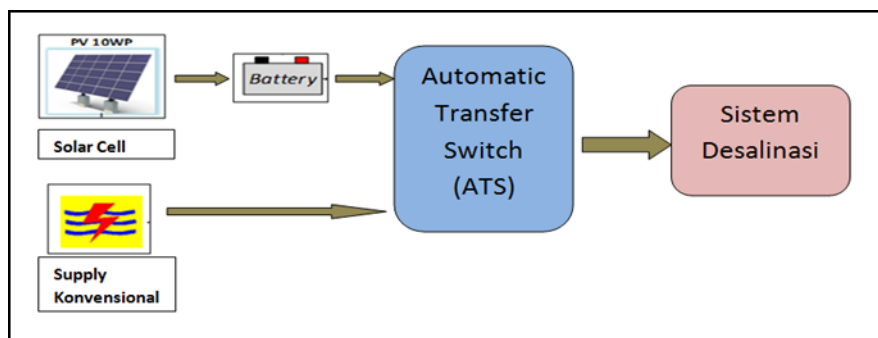 PV 10WP
Solar Cell
Battery
Supply
Konvensional
Automatic
Transfer
Switch
(ATS)
Sistem
Desalinasi